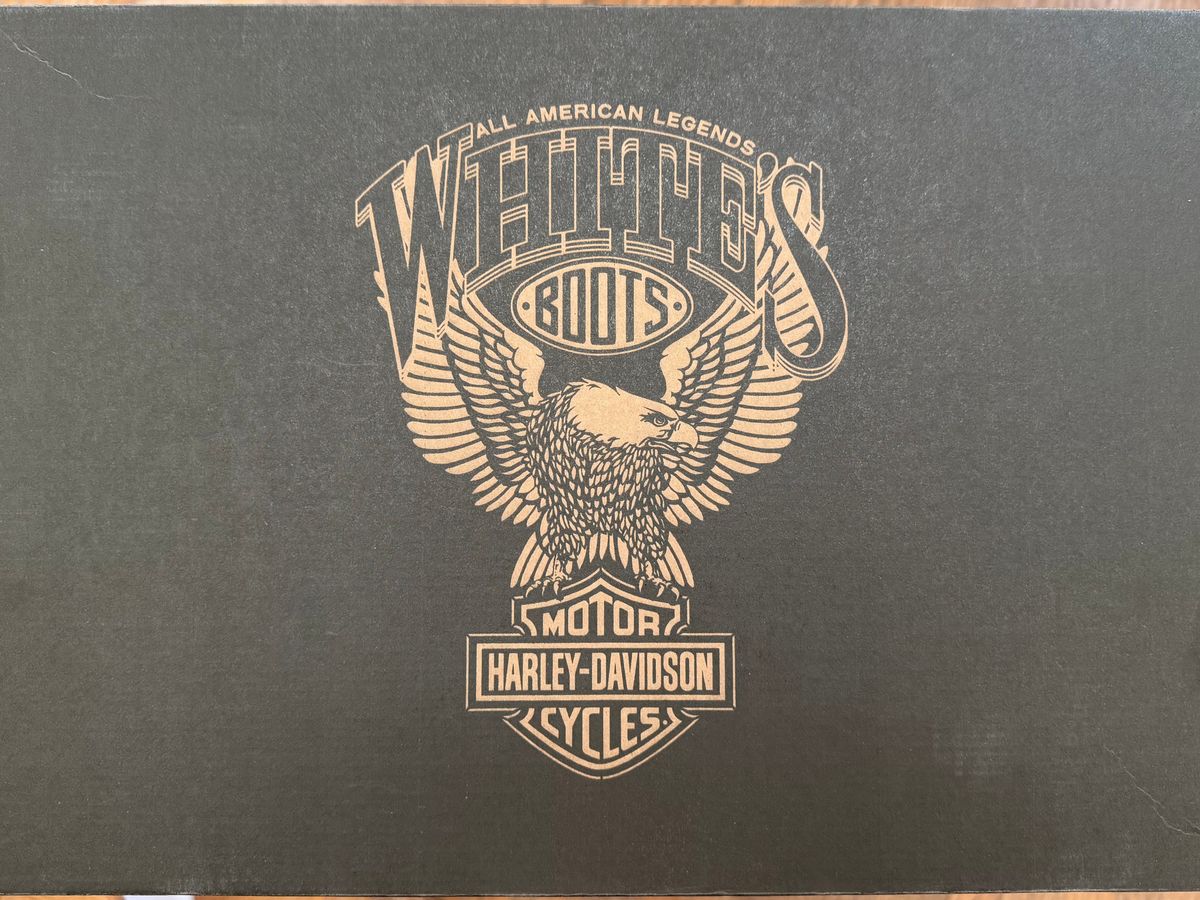 ALL AMERICAN LEGENDS
WHITE'S
BOOTS
MOTOR
HARLEY-DAVIDSON
CYCLES